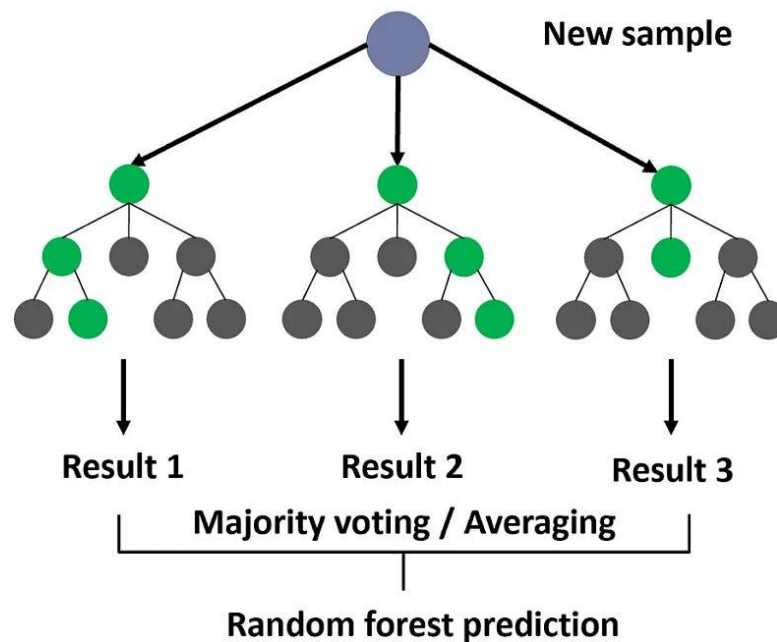 New sample
Result 1
Result 2
Result 3
Majority voting / Averaging
Random forest prediction